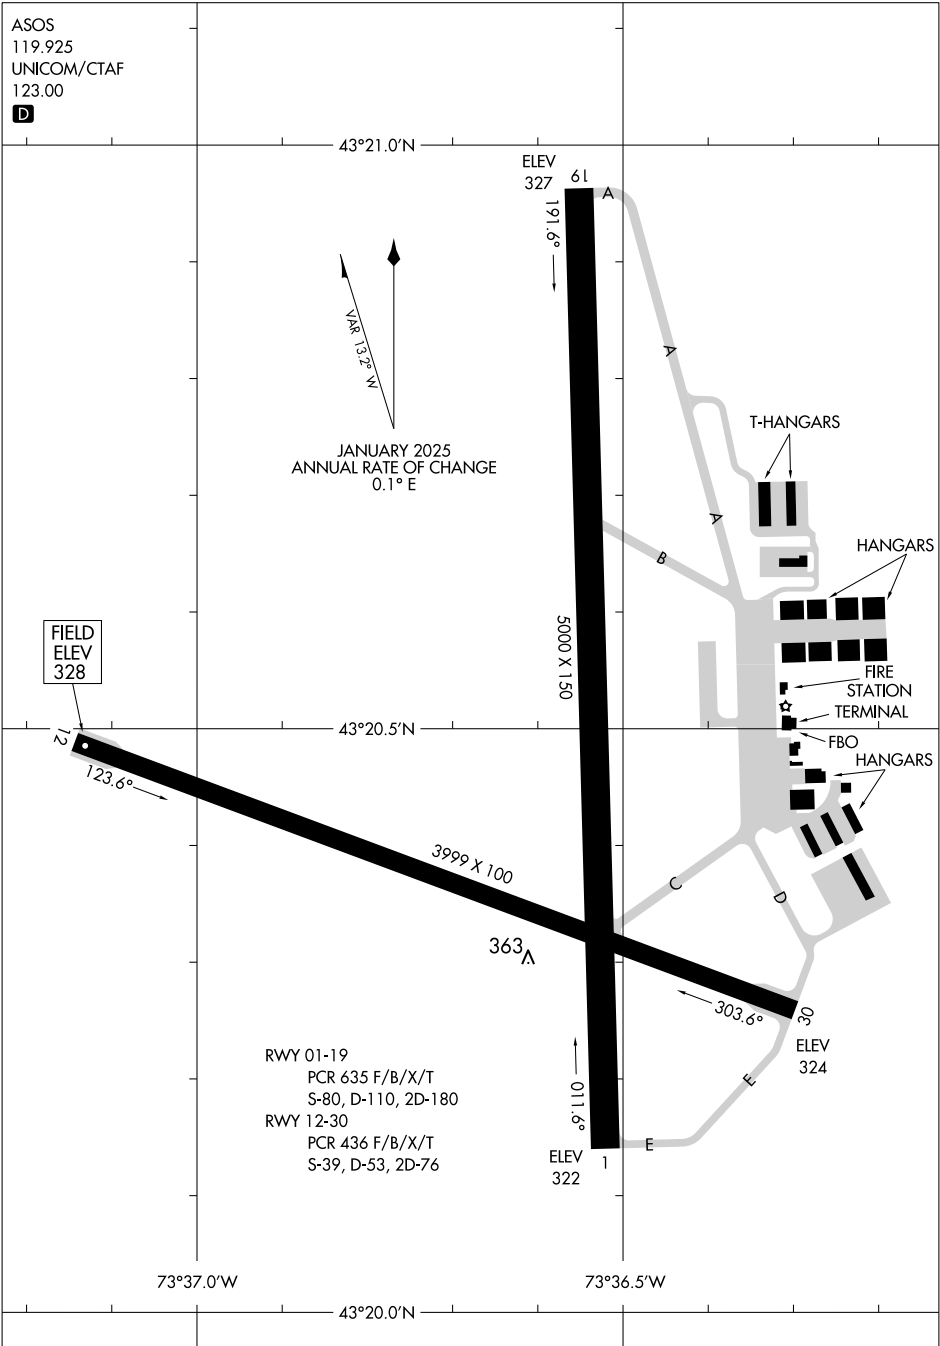 ASOS
119.925
UNICOM/CTAF
123.00
D
43°21.0'N
ELEV
327
19
A
191.6°
VAR 13.2° W
JANUARY 2025
ANNUAL RATE OF CHANGE
0.1° E
A
T-HANGARS
A
B
HANGARS
5000 X 150
FIELD
ELEV
328
FIRE
STATION
TERMINAL
FBO
HANGARS
43°20.5'N
12
123.6°
3999 X 100
C
D
363
303.6°
30
ELEV
324
RWY 01-19
PCR 635 F/B/X/T
S-80, D-110, 2D-180
RWY 12-30
PCR 436 F/B/X/T
S-39, D-53, 2D-76
011.6°
E
E
ELEV
322
1
73°37.0'W
73°36.5'W
43°20.0'N